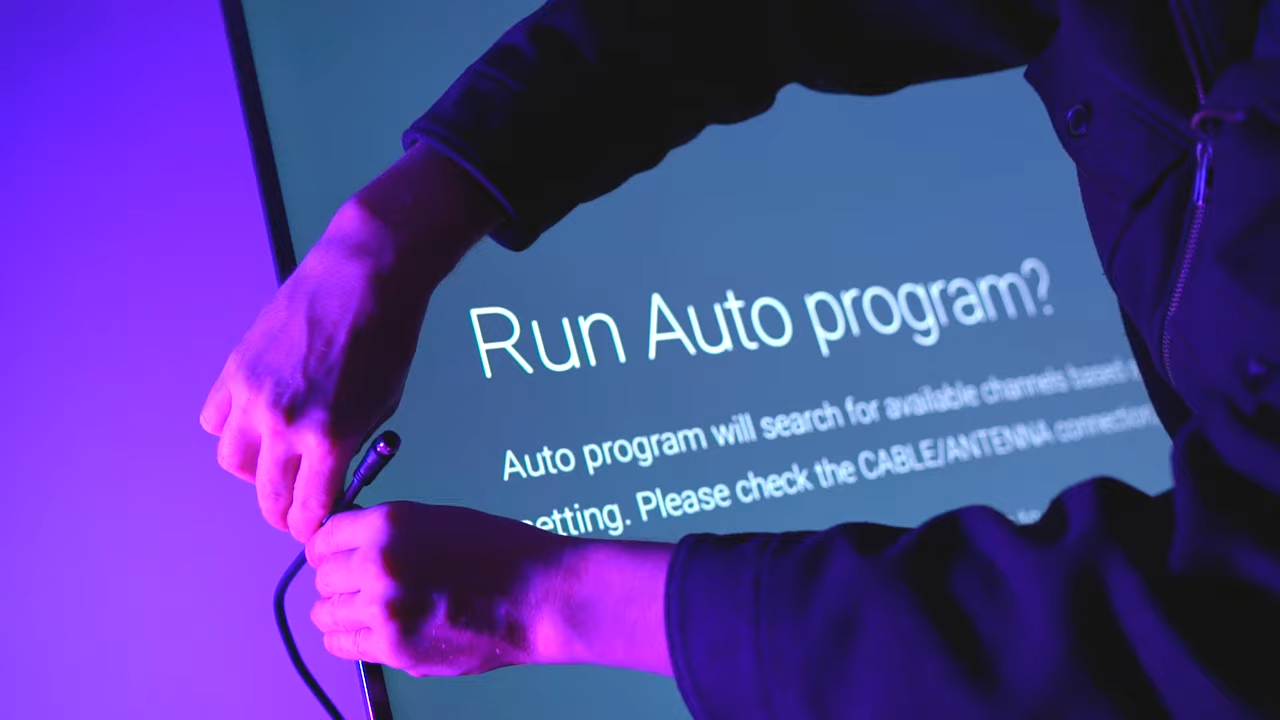 Run Auto program?
Auto program will search for available channels based
setting. Please check the CABLE/ANTENNA connection